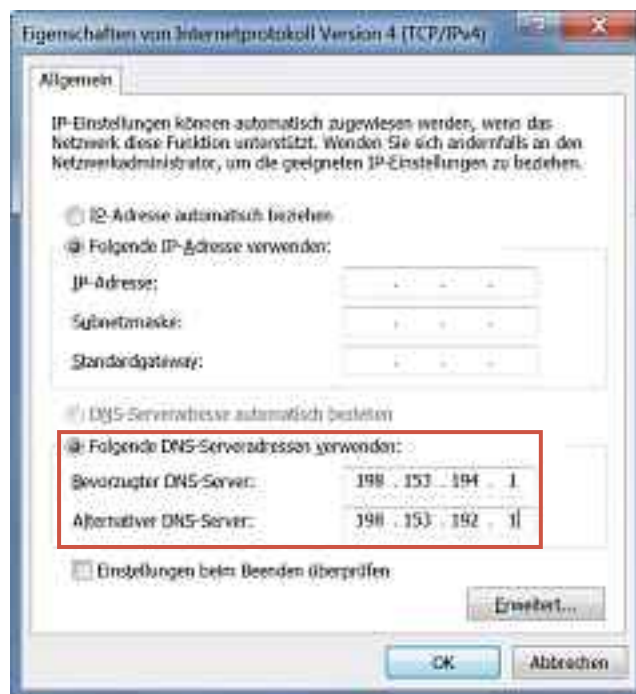 Eigenschaften von Internetprotokoll Version 4 (TCP/IPv4)
Allgemein
IP-Einstellungen können automatisch zugewiesen werden, wenn das
Netzwerk diese Funktion unterstützt. Wenden Sie sich andernfalls an den
Netzwerkadministrator, um die geeigneten IP-Einstellungen zu beziehen.
IP-Adresse automatisch beziehen
Folgende IP-Adresse verwenden:
IP-Adresse:
Subnetzmaske:
Standardgateway:
DNS-Serveradresse automatisch beziehen
Folgende DNS-Serveradressen verwenden:
Bevorzugter DNS-Server: 198 . 153 . 194 . 1
Alternativer DNS-Server: 198 . 153 . 192 . 1
Einstellungen beim Beenden überprüfen
Erweitert...
OK Abbrechen